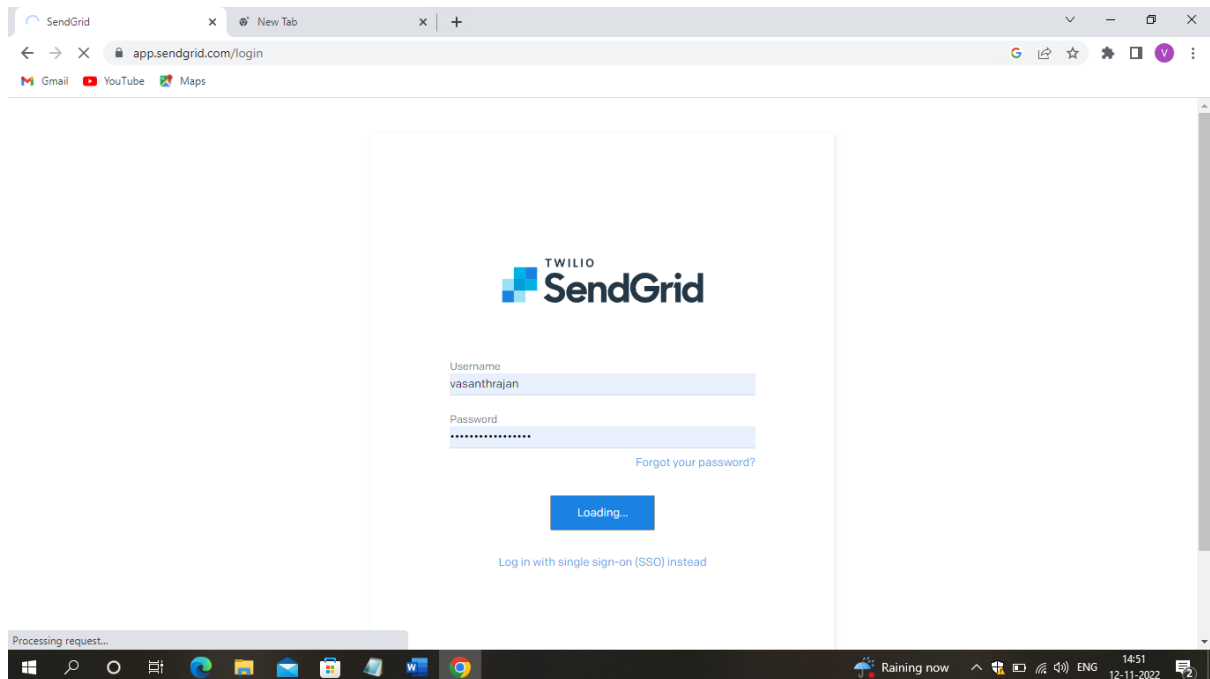 SendGrid
New Tab
app.sendgrid.com/login
G
V
Gmail
YouTube
Maps
TWILIO
SendGrid
Username
vasanthrajan
Password
•••••••••••••••••
Forgot your password?
Loading...
Log in with single sign-on (SSO) instead
Processing request...
W
Raining now
ENG
14:51
12-11-2022
2